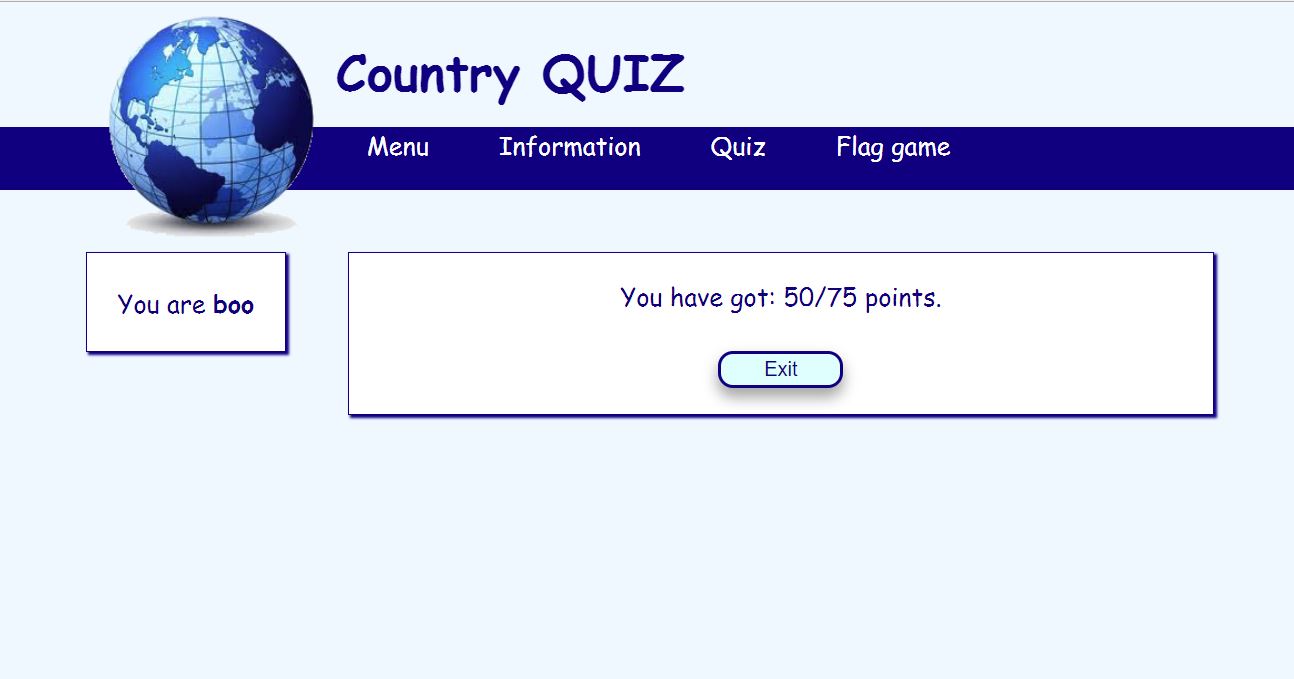 Country QUIZ
Menu Information Quiz Flag game
You are boo
You have got: 50/75 points.
Exit